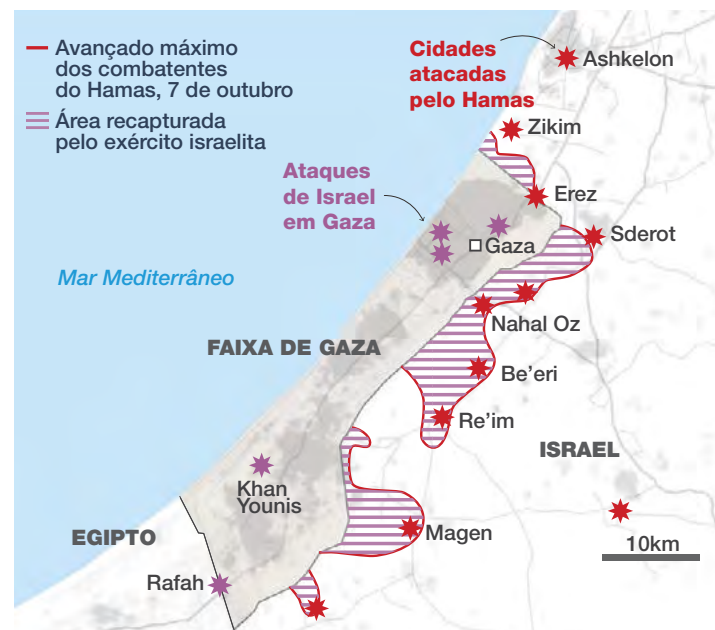 Avançado máximo
dos combatentes
do Hamas, 7 de outubro
Área recapturada
pelo exército israelita
Cidades
atacadas
pelo Hamas
Ashkelon
Zikim
Ataques
de Israel
em Gaza
Erez
Sderot
Gaza
Mar Mediterrâneo
Nahal Oz
FAIXA DE GAZA
Be'eri
Re'im
ISRAEL
Khan
Younis
EGIPTO
Magen
10km
Rafah